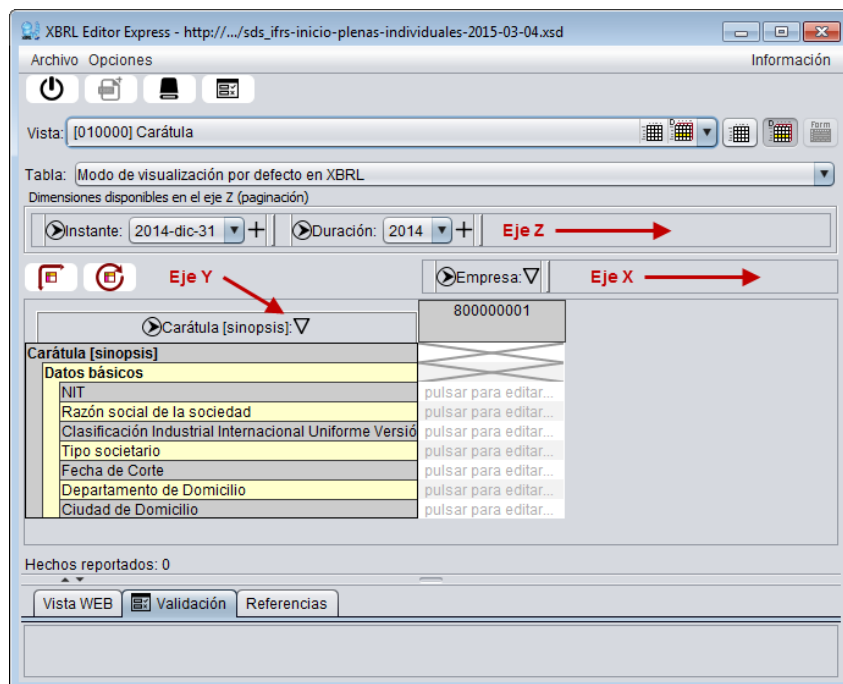 XBRL Editor Express - http://.../sds_ifrs-inicio-plenas-individuales-2015-03-04.xsd
Archivo Opciones Información
Vista: [010000] Carátula D D Form
Tabla: Modo de visualización por defecto en XBRL
Dimensiones disponibles en el eje Z (paginación)
Instante: 2014-dic-31 Duración: 2014 Eje Z
Eje Y Empresa: Eje X
800000001
Carátula [sinopsis]:
Carátula [sinopsis]
Datos básicos
NIT pulsar para editar...
Razón social de la sociedad pulsar para editar...
Clasificación Industrial Internacional Uniforme Versió pulsar para editar...
Tipo societario pulsar para editar...
Fecha de Corte pulsar para editar...
Departamento de Domicilio pulsar para editar...
Ciudad de Domicilio pulsar para editar...
Hechos reportados: 0
Vista WEB Validación Referencias